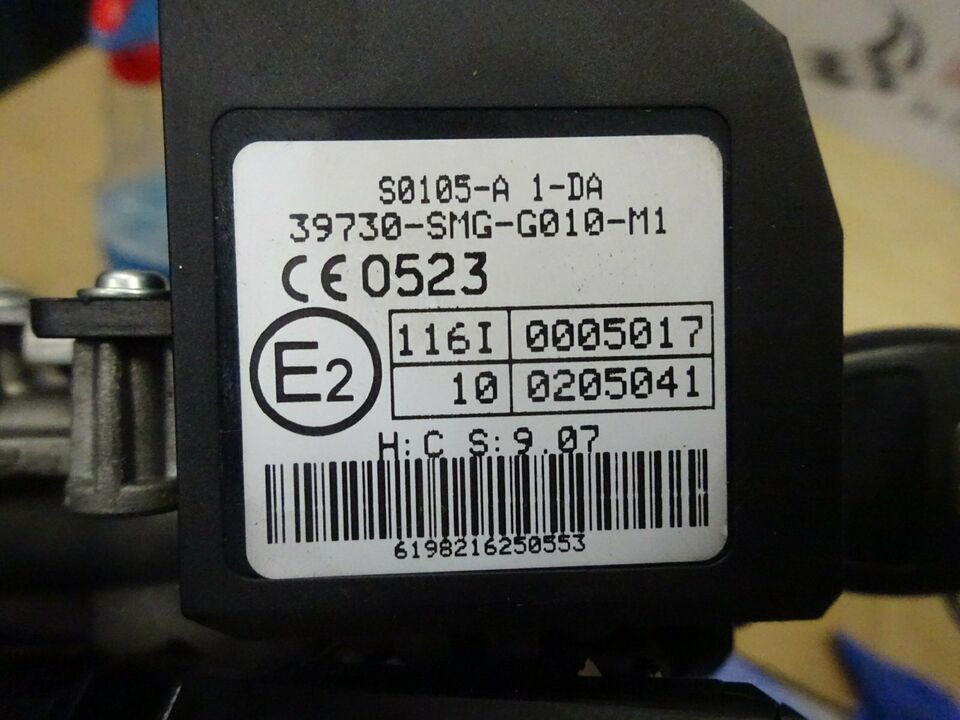 S0105-A 1-DA
39730-SMG-G010-M1
CE 0523
E2
116I 0005017
10 0205041
H: C S: 9.07
6198216250553